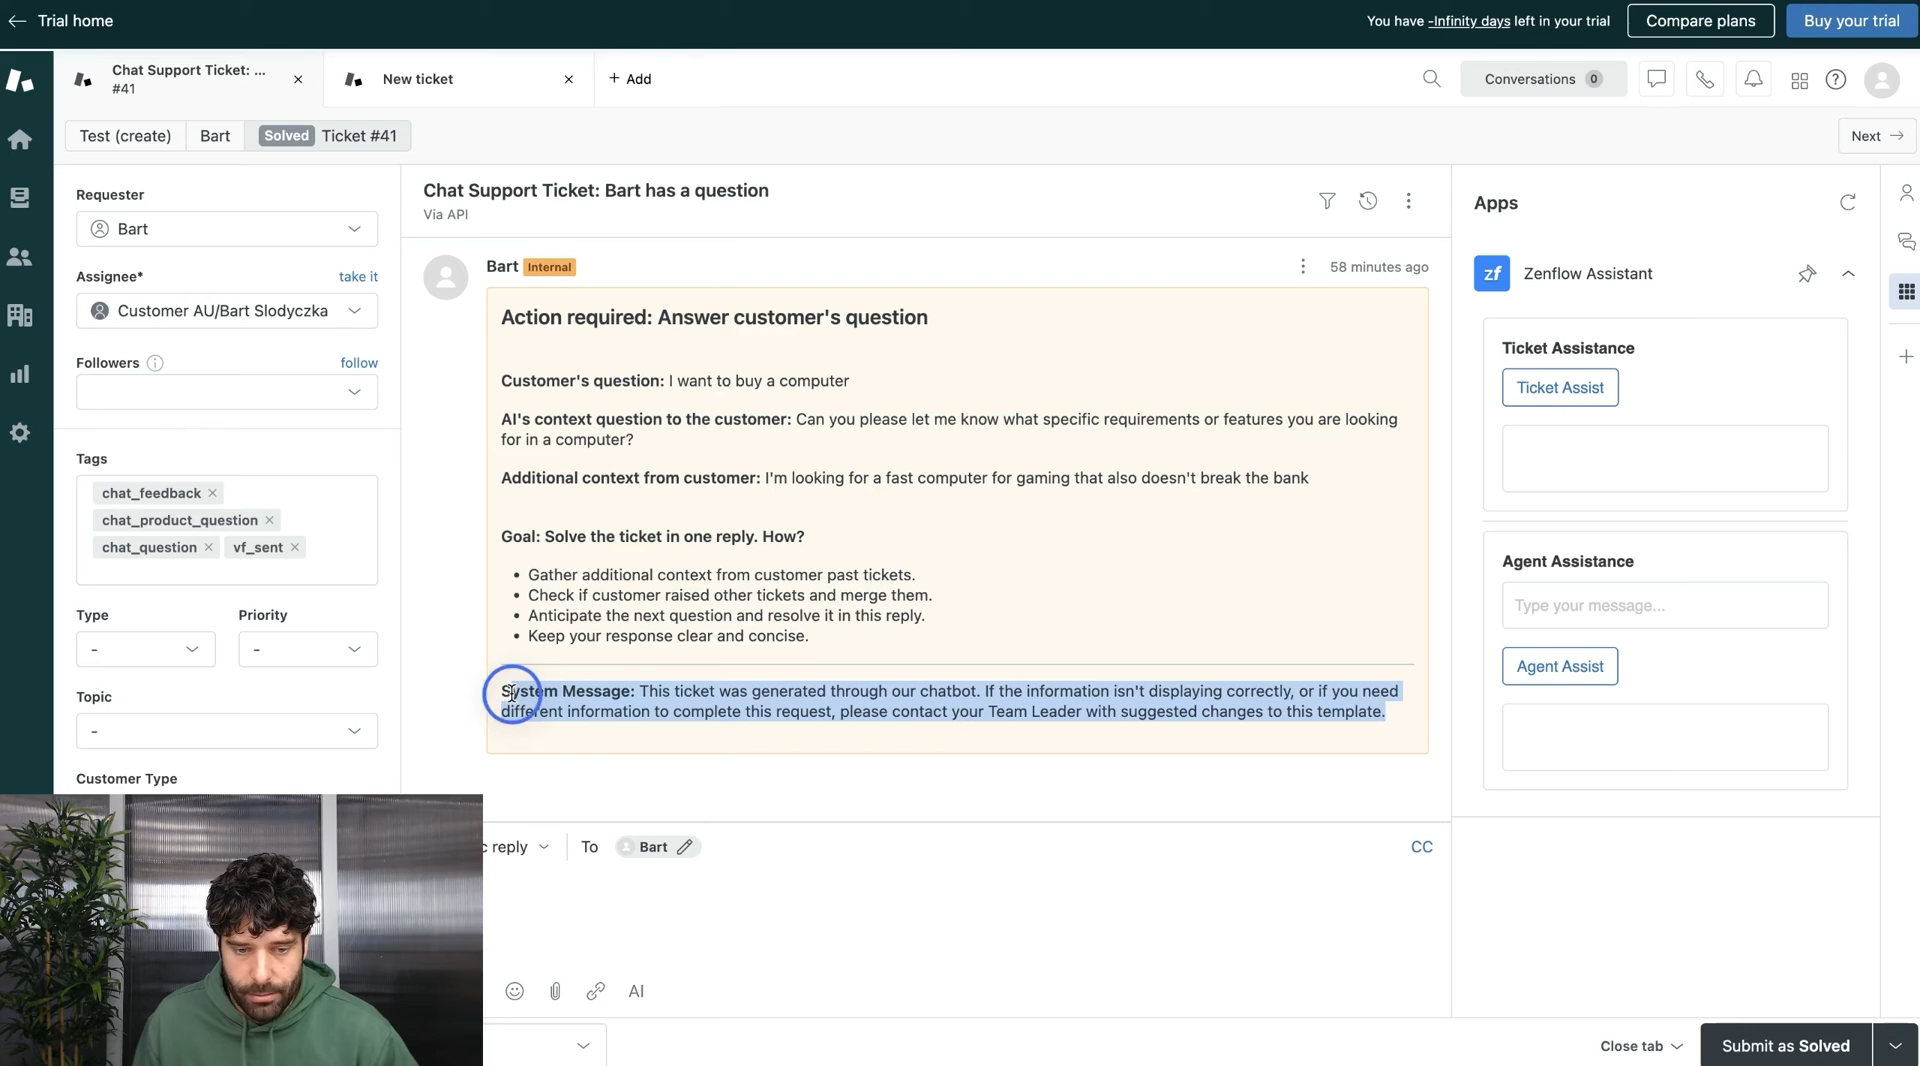 Trial home
You have -Infinity days left in your trial
Compare plans
Buy your trial
Chat Support Ticket: ...
#41
New ticket
+ Add
Conversations 0
Test (create)
Bart
Solved Ticket #41
Next
Requester
Bart
Assignee*
take it
Customer AU/Bart Slodyczka
Followers
follow
Tags
chat_feedback
chat_product_question
chat_question
vf_sent
Type
Priority
-
-
Topic
-
Customer Type
Chat Support Ticket: Bart has a question
Via API
Bart Internal
58 minutes ago
Action required: Answer customer's question
Customer's question: I want to buy a computer
AI's context question to the customer: Can you please let me know what specific requirements or features you are looking
for in a computer?
Additional context from customer: I'm looking for a fast computer for gaming that also doesn't break the bank
Goal: Solve the ticket in one reply. How?
• Gather additional context from customer past tickets.
• Check if customer raised other tickets and merge them.
• Anticipate the next question and resolve it in this reply.
• Keep your response clear and concise.
System Message: This ticket was generated through our chatbot. If the information isn't displaying correctly, or if you need
different information to complete this request, please contact your Team Leader with suggested changes to this template.
c reply
To
Bart
CC
AI
Close tab
Submit as Solved
Apps
zf
Zenflow Assistant
Ticket Assistance
Ticket Assist
Agent Assistance
Type your message...
Agent Assist